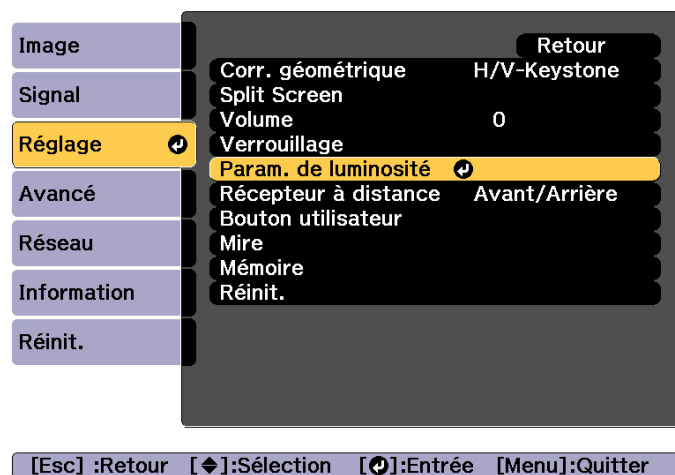 Image
Signal
Réglage
Avancé
Réseau
Information
Réinit.
Retour
Corr. géométrique H/V-Keystone
Split Screen
Volume 0
Verrouillage
Param. de luminosité
Récepteur à distance Avant/Arrière
Bouton utilisateur
Mire
Mémoire
Réinit.
[Esc] :Retour [◆]:Sélection [⏎]:Entrée [Menu]:Quitter